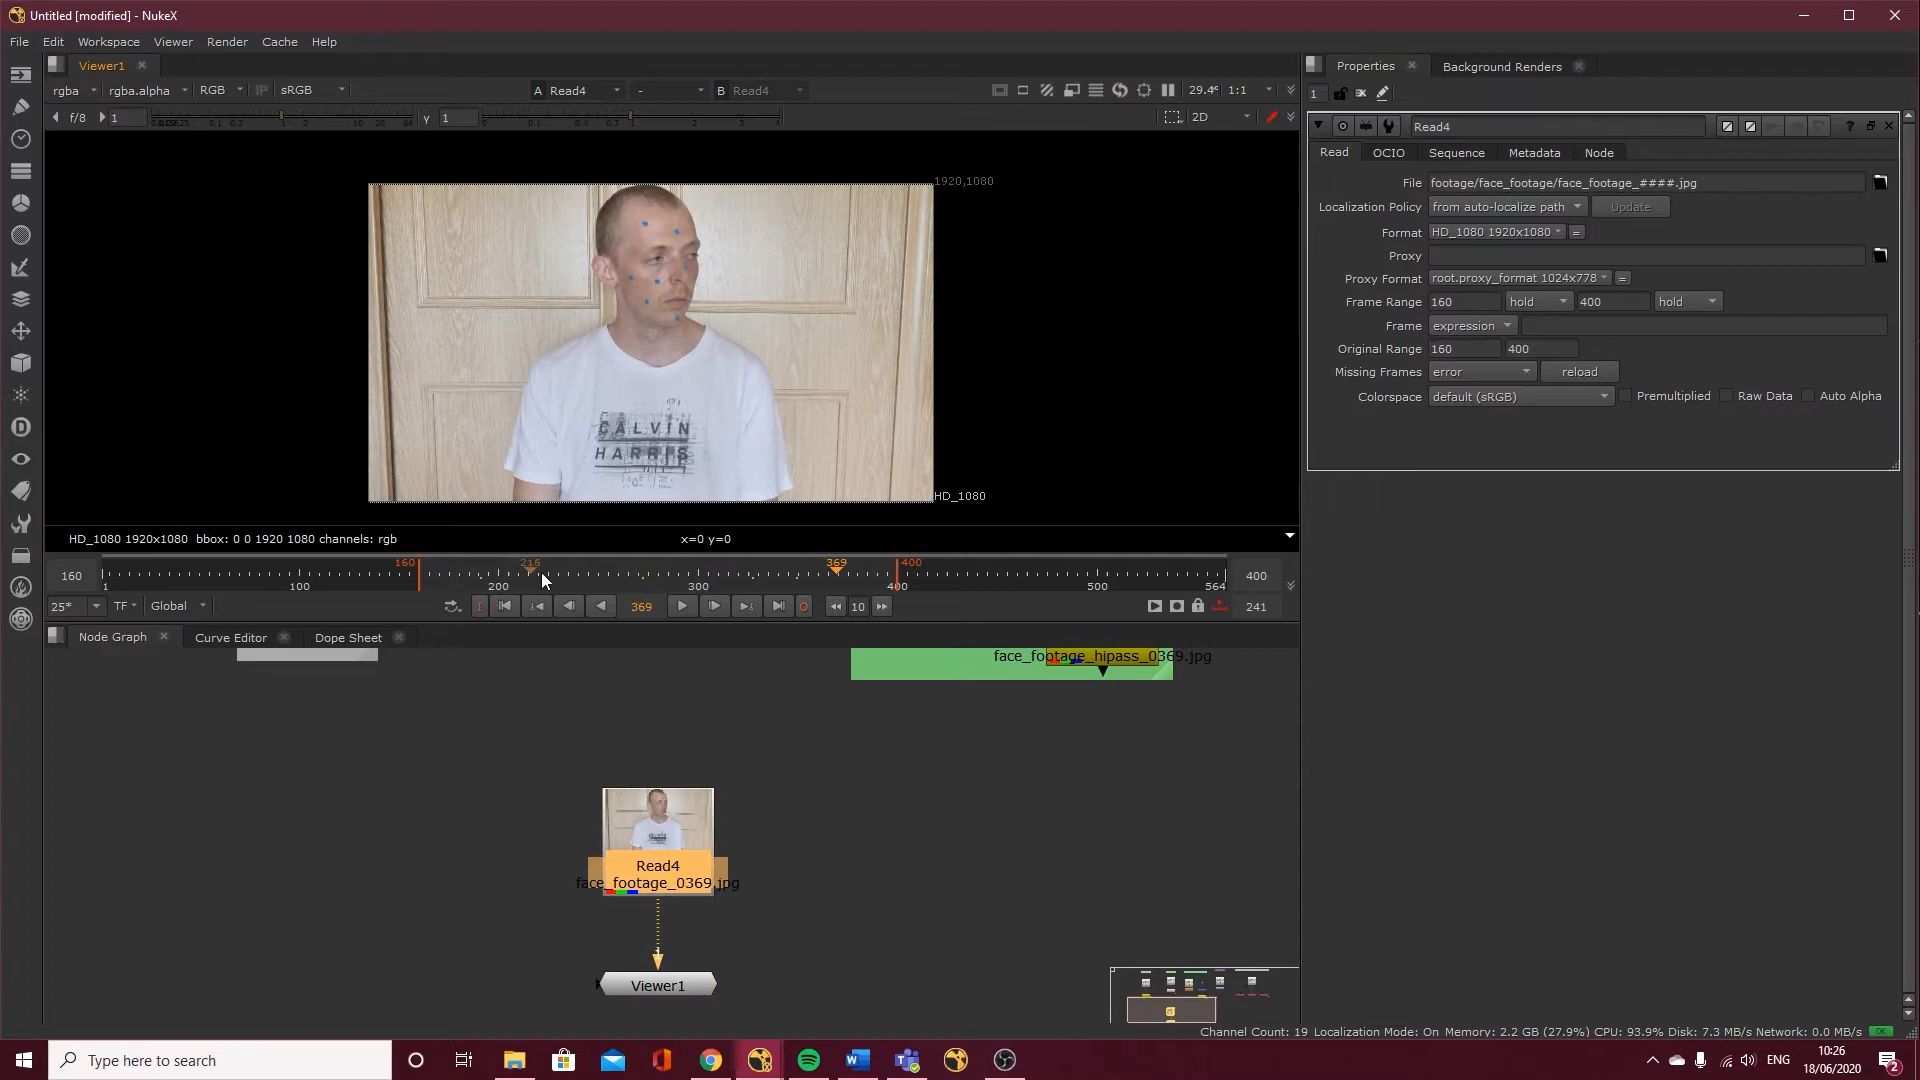 Untitled [modified] - NukeX
File Edit Workspace Viewer Render Cache Help
Viewer1
rgba rgba.alpha RGB IP sRGB A Read4 - B Read4 29.4 1:1
f/8 1 y 1 2D
1920,1080
CALVIN
HARRIS
HD_1080
HD_1080 1920x1080 bbox: 0 0 1920 1080 channels: rgb x=0 y=0
160 216 369 400
160 1 100 200 300 400 500 564 400
25* TF Global 369 10 241
Node Graph Curve Editor Dope Sheet
face_footage_hipass_0369.jpg
Read4
face_footage_0369.jpg
Viewer1
Properties Background Renders
1
Read4
Read OCIO Sequence Metadata Node
File footage/face_footage/face_footage_####.jpg
Localization Policy from auto-localize path Update
Format HD_1080 1920x1080 =
Proxy
Proxy Format root.proxy_format 1024x778 =
Frame Range 160 hold 400 hold
Frame expression
Original Range 160 400
Missing Frames error reload
Colorspace default (sRGB) Premultiplied Raw Data Auto Alpha
Channel Count: 19 Localization Mode: On Memory: 2.2 GB (27.9%) CPU: 93.9% Disk: 7.3 MB/s Network: 0.0 MB/s OK
Type here to search
ENG
10:26
18/06/2020
2